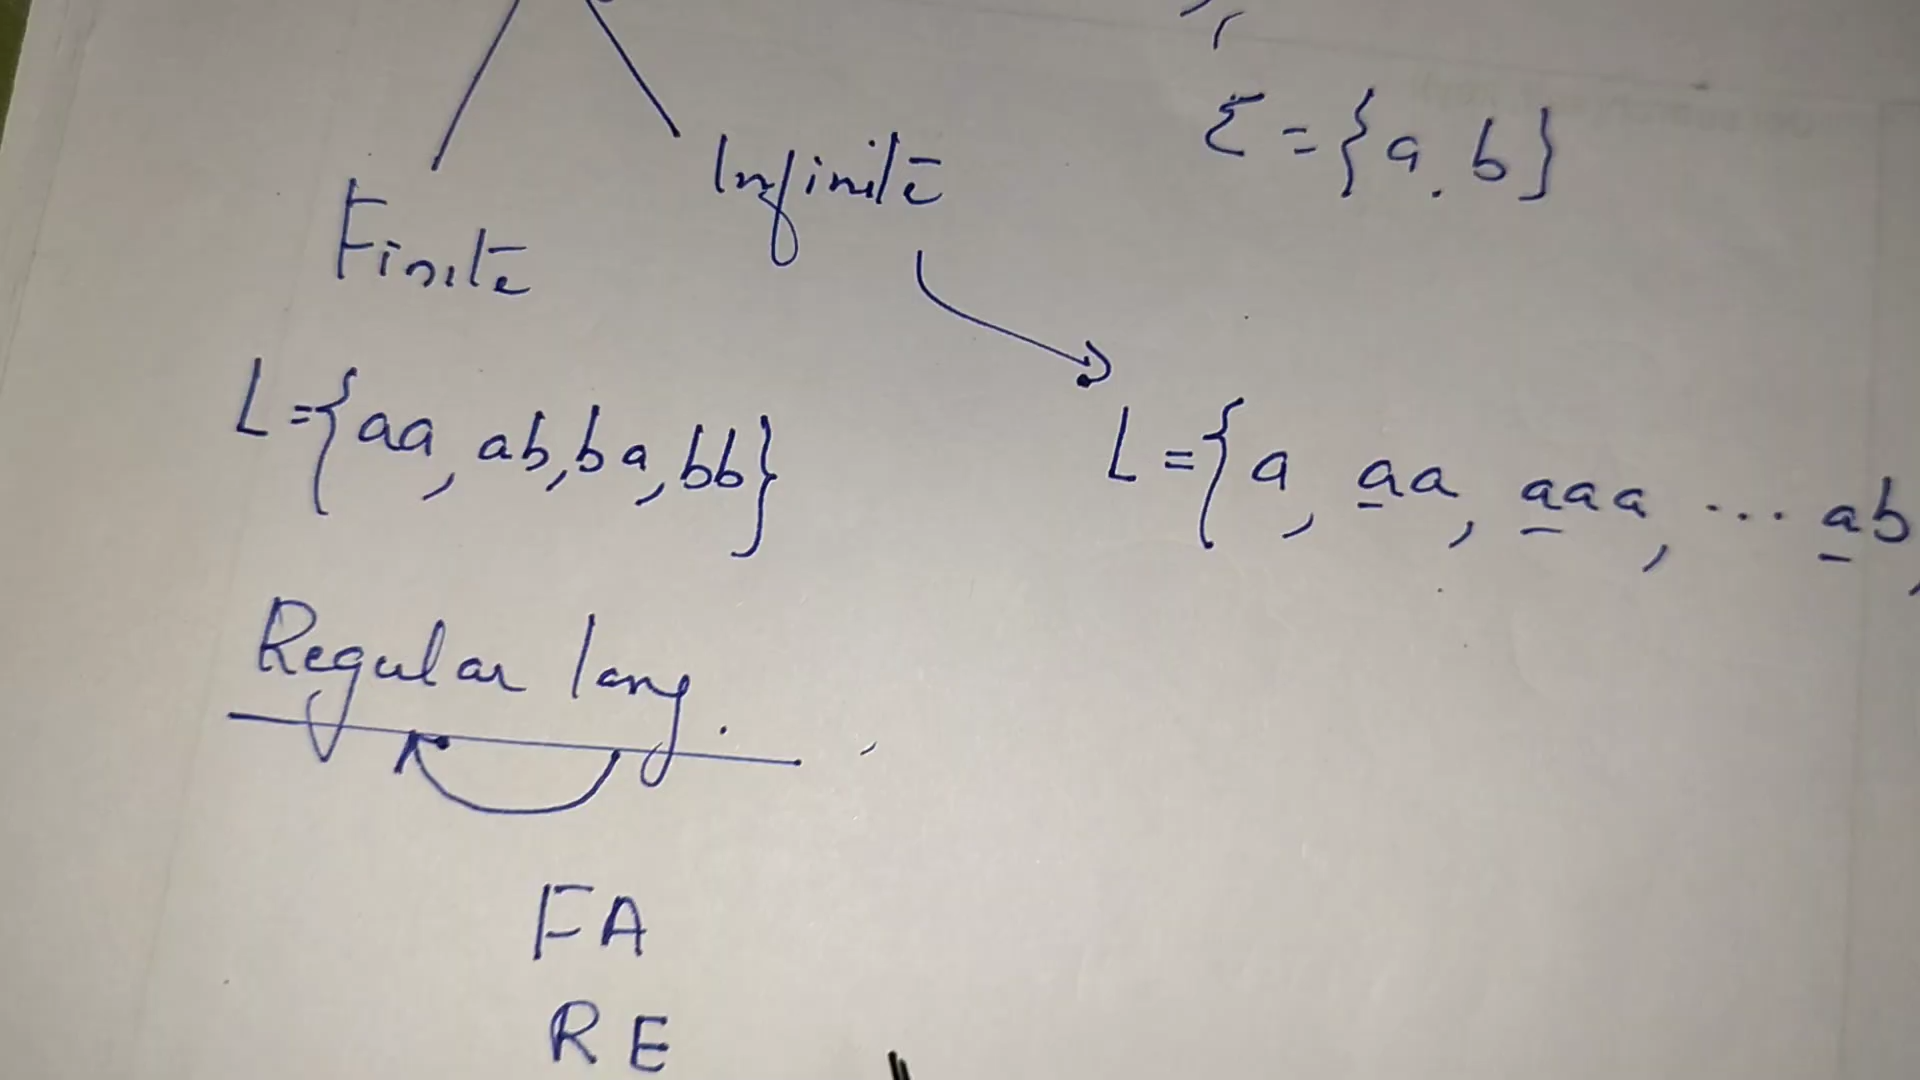 Σ = {a, b}
Infinite
Finite
L = {aa, ab, ba, bb}
L = {a, aa, aaa, ... ab,
Regular lang.
FA
RE